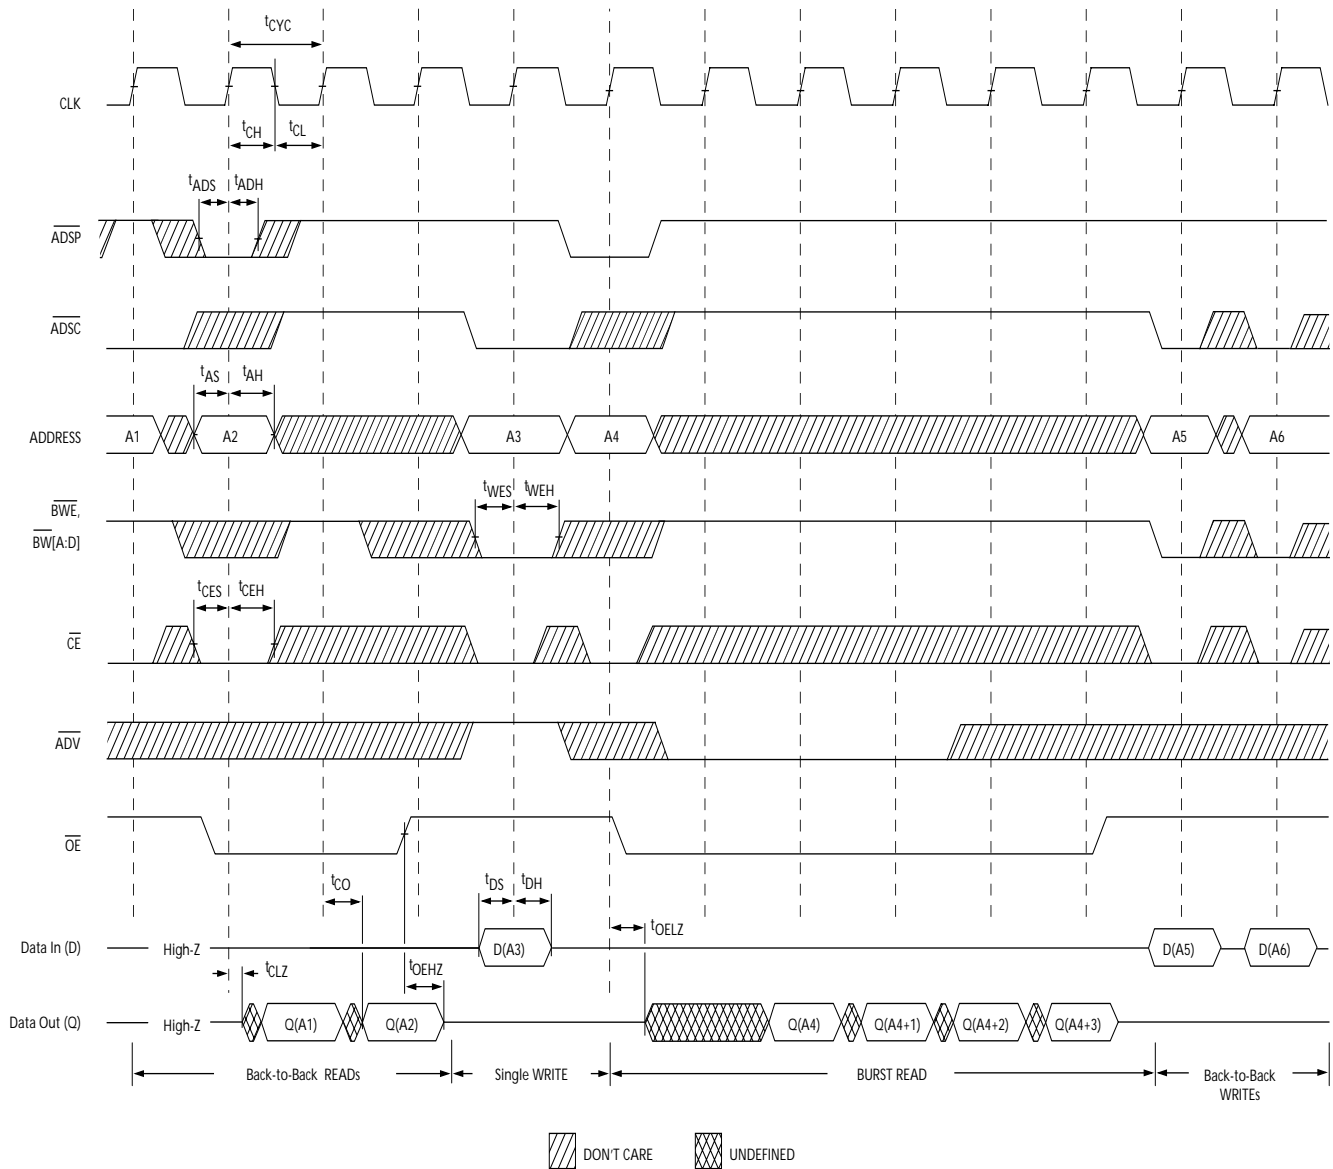 tCYC
CLK
tCH
tCL
tADS
tADH
ADSP
ADSC
tAS
tAH
ADDRESS
A1
A2
A3
A4
A5
A6
tWES
tWEH
BWE,
BW[A:D]
tCES
tCEH
CE
ADV
OE
tCO
tDS
tDH
tOELZ
Data In (D)
High-Z
D(A3)
D(A5)
D(A6)
tCLZ
tOEHZ
Data Out (Q)
High-Z
Q(A1)
Q(A2)
Q(A4)
Q(A4+1)
Q(A4+2)
Q(A4+3)
Back-to-Back READs
Single WRITE
BURST READ
Back-to-Back
WRITEs
DON'T CARE
UNDEFINED